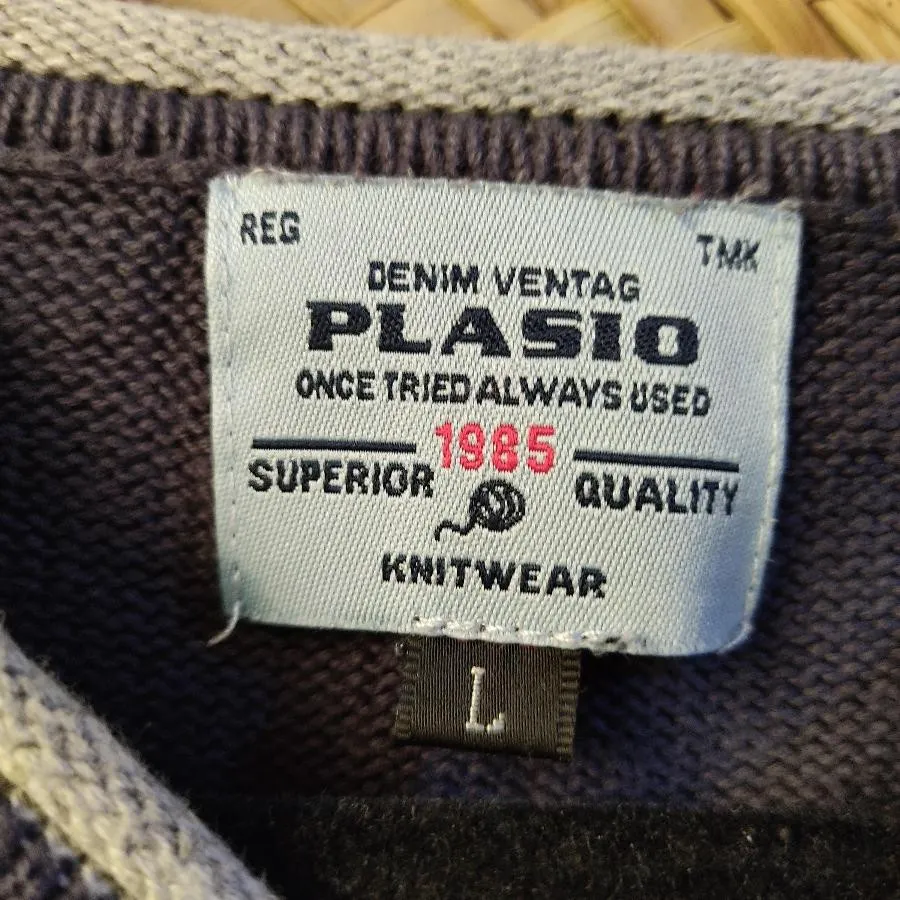 REG TMK
DENIM VENTAG
PLASIO
ONCE TRIED ALWAYS USED
1985
SUPERIOR QUALITY
KNITWEAR
L